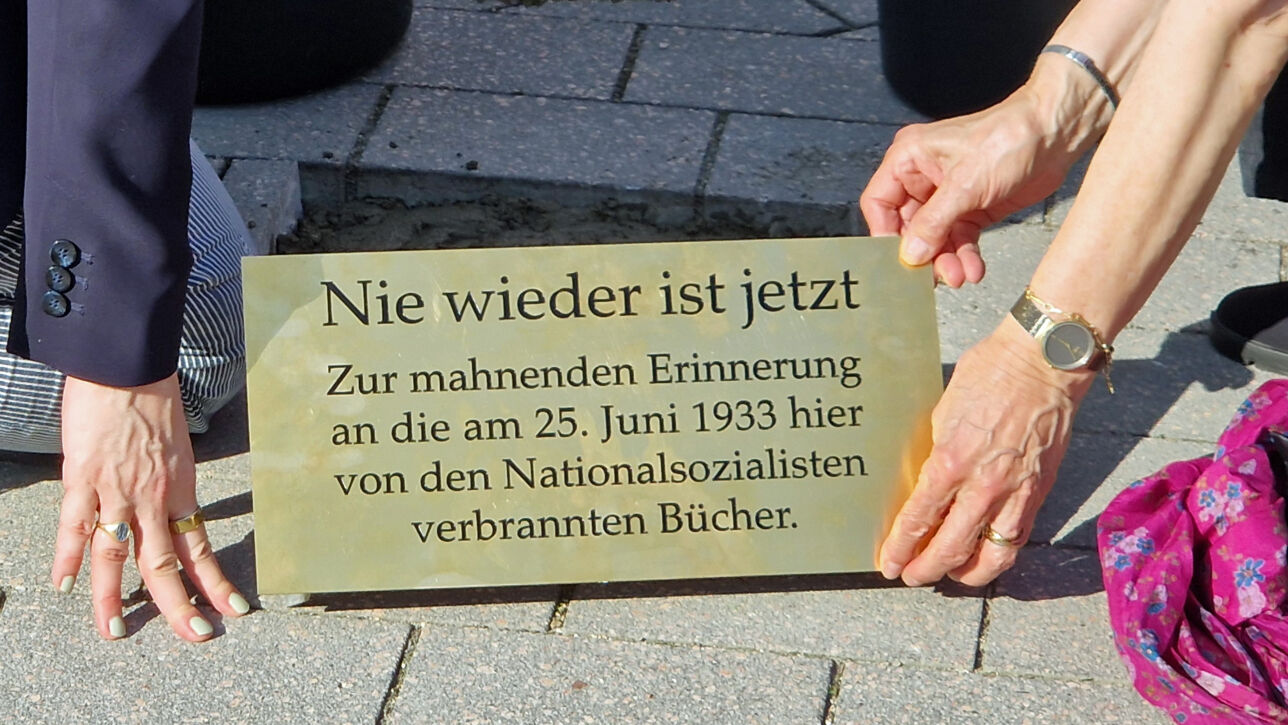 Nie wieder ist jetzt
Zur mahnenden Erinnerung
an die am 25. Juni 1933 hier
von den Nationalsozialisten
verbrannten Bücher.